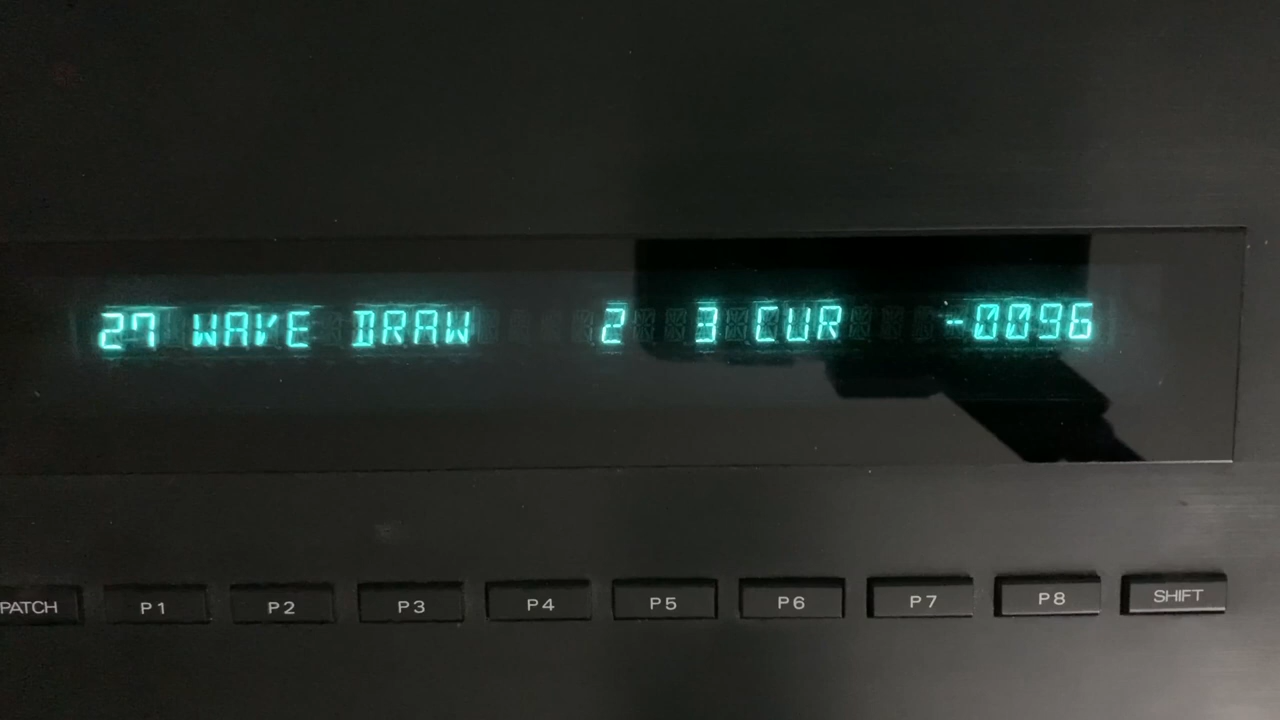 27 WAVE DRAW 2 3 CUR -0096
PATCH P1 P2 P3 P4 P5 P6 P7 P8 SHIFT